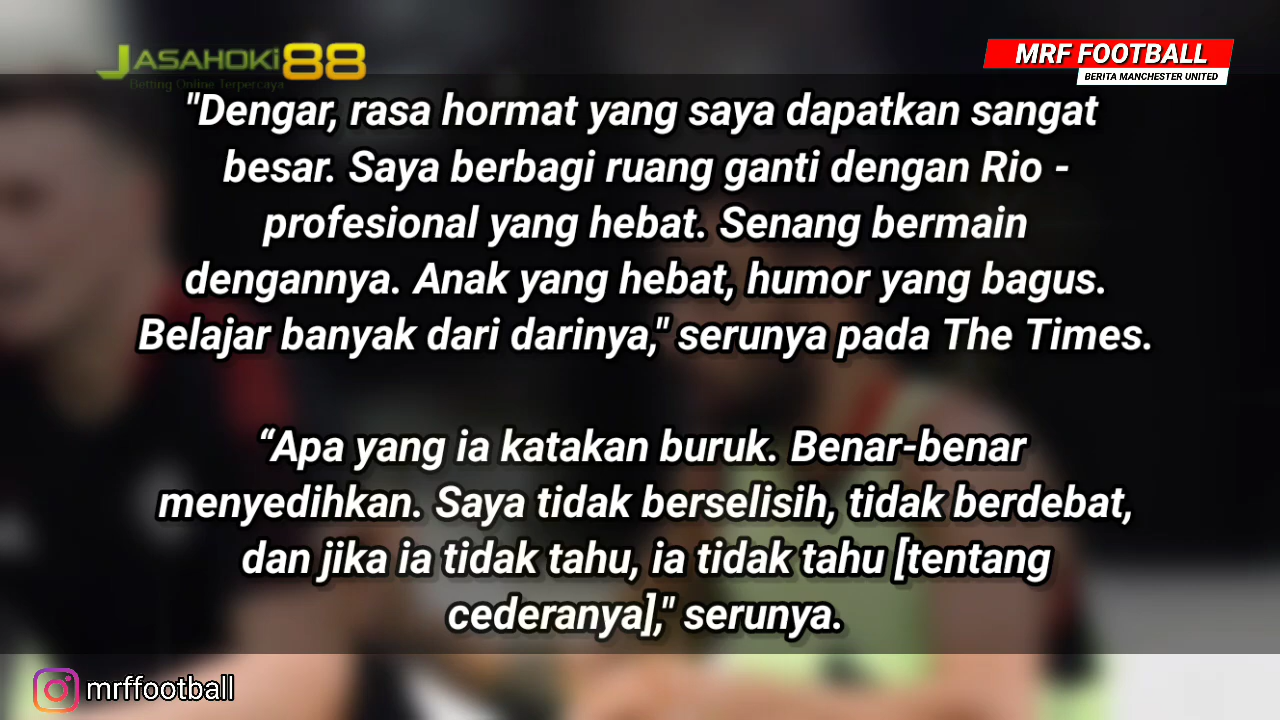 JASAHOKi88
Betting Online Terpercaya
MRF FOOTBALL
BERITA MANCHESTER UNITED
"Dengar, rasa hormat yang saya dapatkan sangat
besar. Saya berbagi ruang ganti dengan Rio -
profesional yang hebat. Senang bermain
dengannya. Anak yang hebat, humor yang bagus.
Belajar banyak dari darinya," serunya pada The Times.
“Apa yang ia katakan buruk. Benar-benar
menyedihkan. Saya tidak berselisih, tidak berdebat,
dan jika ia tidak tahu, ia tidak tahu [tentang
cederanya]," serunya.
mrffootball